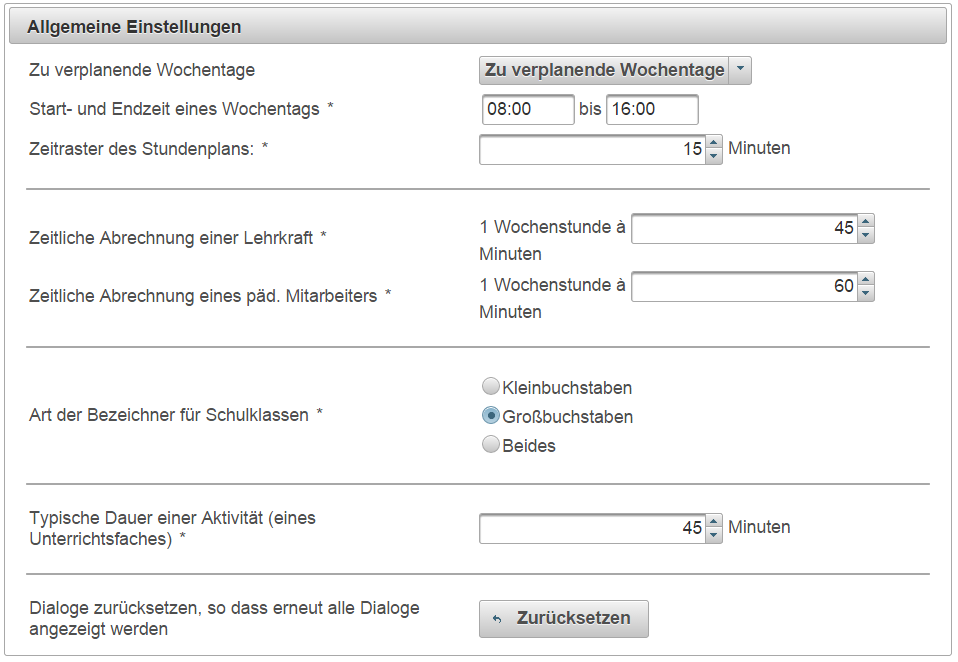 Allgemeine Einstellungen
Zu verplanende Wochentage Zu verplanende Wochentage
Start- und Endzeit eines Wochentags * 08:00 bis 16:00
Zeitraster des Stundenplans: * 15 Minuten
Zeitliche Abrechnung einer Lehrkraft * 1 Wochenstunde à 45
Minuten
Zeitliche Abrechnung eines päd. Mitarbeiters * 1 Wochenstunde à 60
Minuten
Art der Bezeichner für Schulklassen *
Kleinbuchstaben
Großbuchstaben
Beides
Typische Dauer einer Aktivität (eines
Unterrichtsfaches) * 45 Minuten
Dialoge zurücksetzen, so dass erneut alle Dialoge
angezeigt werden
Zurücksetzen